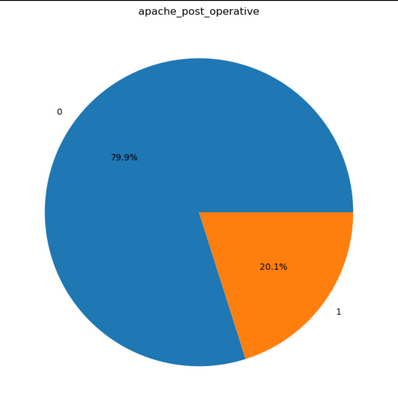 apache_post_operative
0
79.9%
20.1%
1